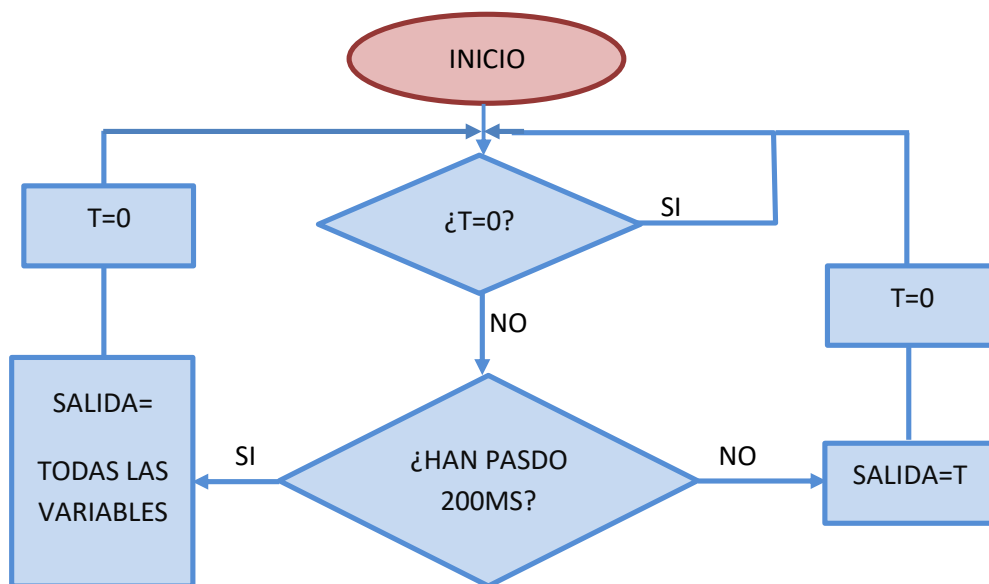 INICIO
T=0
¿T=0?
SI
T=0
NO
SALIDA=
TODAS LAS
VARIABLES
SI
¿HAN PASDO
200MS?
NO
SALIDA=T